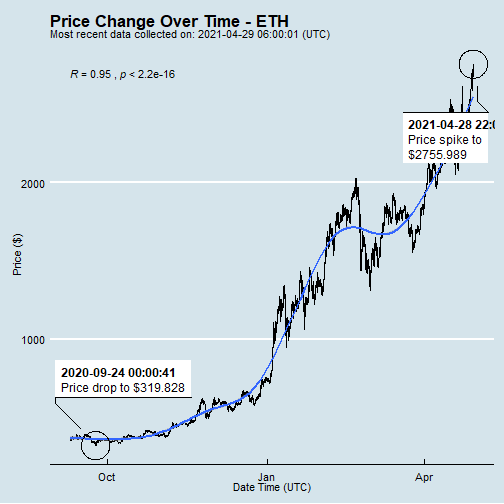 Price Change Over Time - ETH
Most recent data collected on: 2021-04-29 06:00:01 (UTC)
R = 0.95 , p < 2.2e-16
2021-04-28 22:0
Price spike to
$2755.989
2000
Price ($)
1000
2020-09-24 00:00:41
Price drop to $319.828
Oct
Jan
Apr
Date Time (UTC)